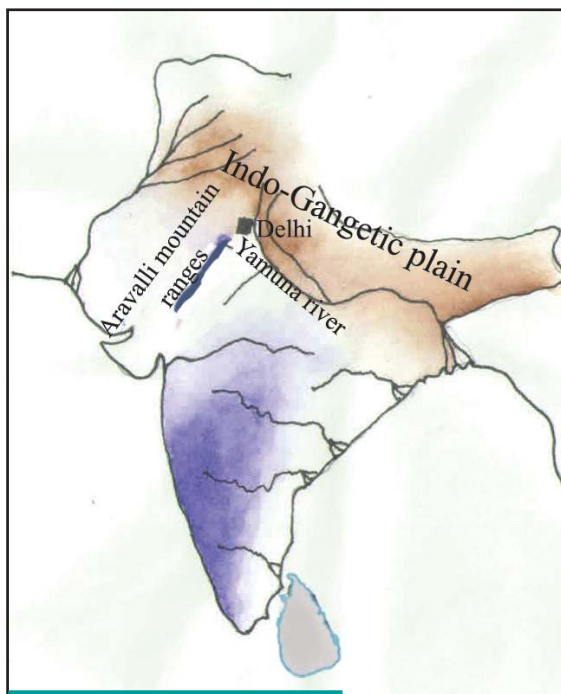 Indo-Gangetic plain
Delhi
Aravalli mountain
ranges
Yamuna river